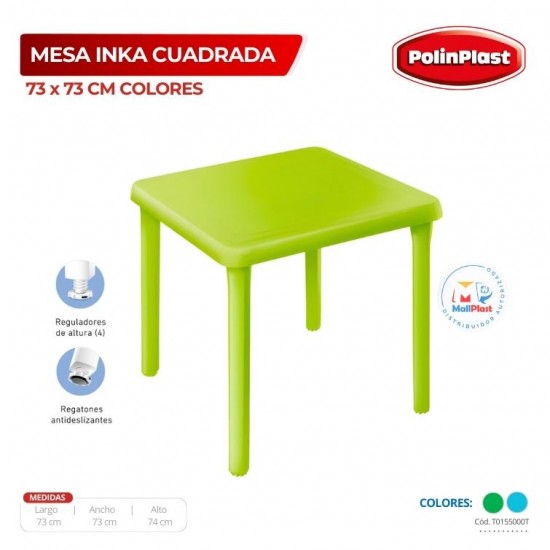 MESA INKA CUADRADA
73 x 73 CM COLORES
PolinPlast
Reguladores
de altura (4)
Regatones
antideslizantes
MallPlast
DISTRIBUIDOR AUTORIZADO
MEDIDAS
Largo
73 cm
Ancho
73 cm
Alto
74 cm
COLORES:
Cód. T0155000T